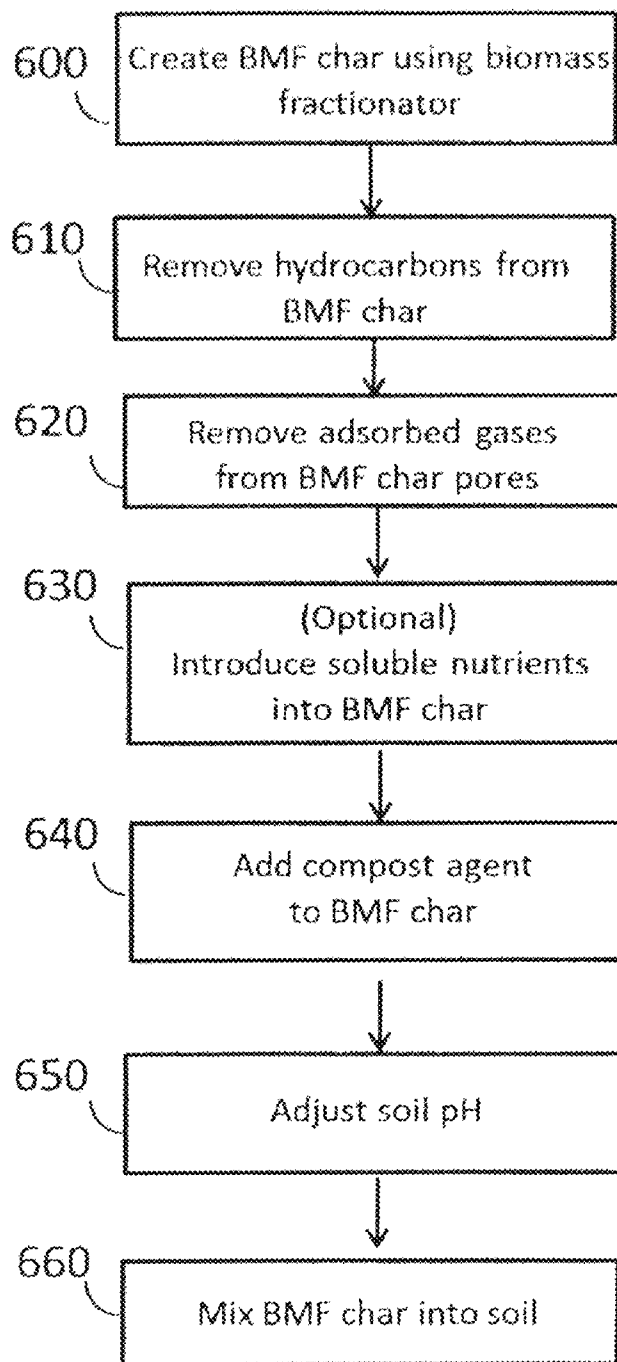 600
Create BMF char using biomass
fractionator
610
Remove hydrocarbons from
BMF char
620
Remove adsorbed gases
from BMF char pores
630
(Optional)
Introduce soluble nutrients
into BMF char
640
Add compost agent
to BMF char
650
Adjust soil pH
660
Mix BMF char into soil